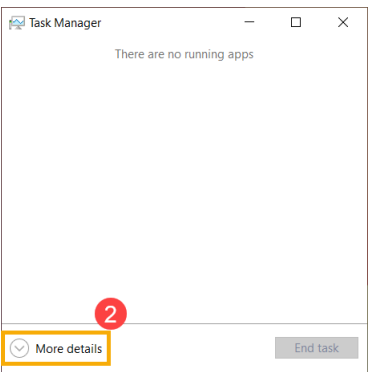 Task Manager
There are no running apps
2
More details
End task